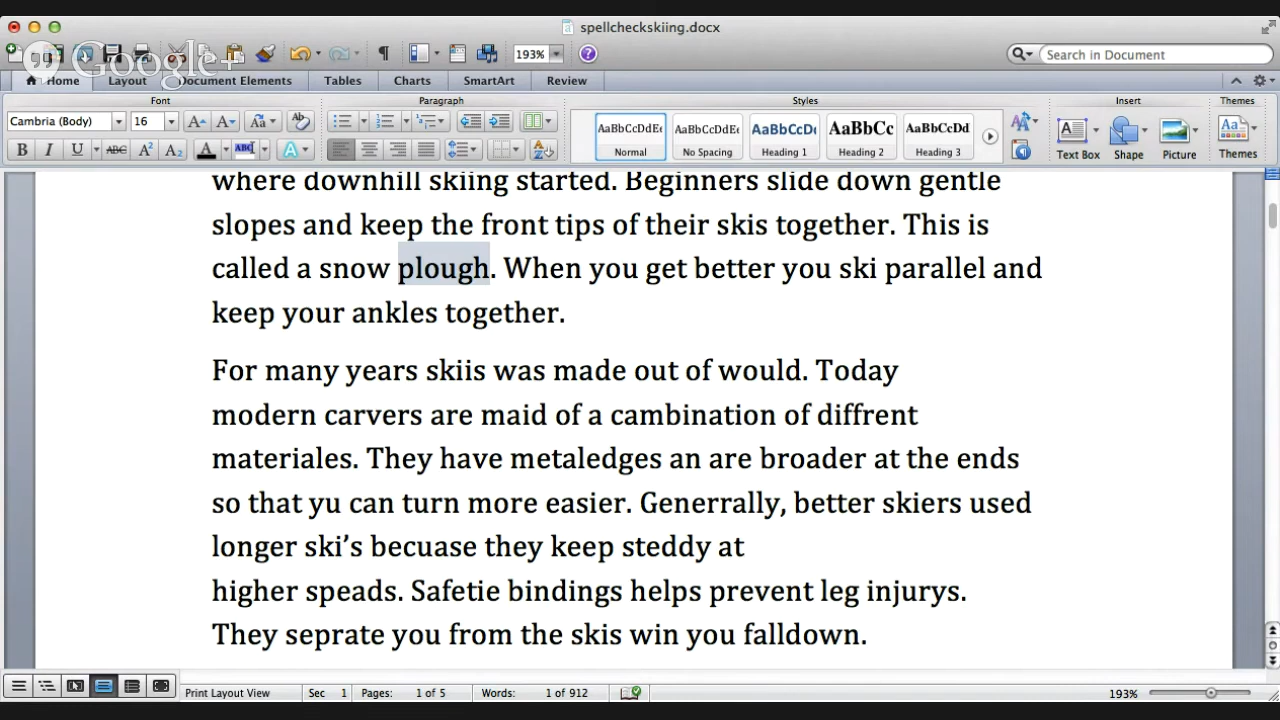 spellcheckskiing.docx
Google+
193%
Search in Document
Home Layout Document Elements Tables Charts SmartArt Review
Font Paragraph Styles Insert Themes
Cambria (Body) 16
AaBbCcDdEe AaBbCcDdEe AaBbCcDc AaBbCc AaBbCcDd
Normal No Spacing Heading 1 Heading 2 Heading 3
Text Box Shape Picture Themes
where downhill skiing started. Beginners slide down gentle
slopes and keep the front tips of their skis together. This is
called a snow plough. When you get better you ski parallel and
keep your ankles together.
For many years skiis was made out of would. Today
modern carvers are maid of a cambination of diffrent
materiales. They have metaledges an are broader at the ends
so that yu can turn more easier. Generrally, better skiers used
longer ski’s becuase they keep steddy at
higher speads. Safetie bindings helps prevent leg injurys.
They seprate you from the skis win you falldown.
Print Layout View Sec 1 Pages: 1 of 5 Words: 1 of 912 193%